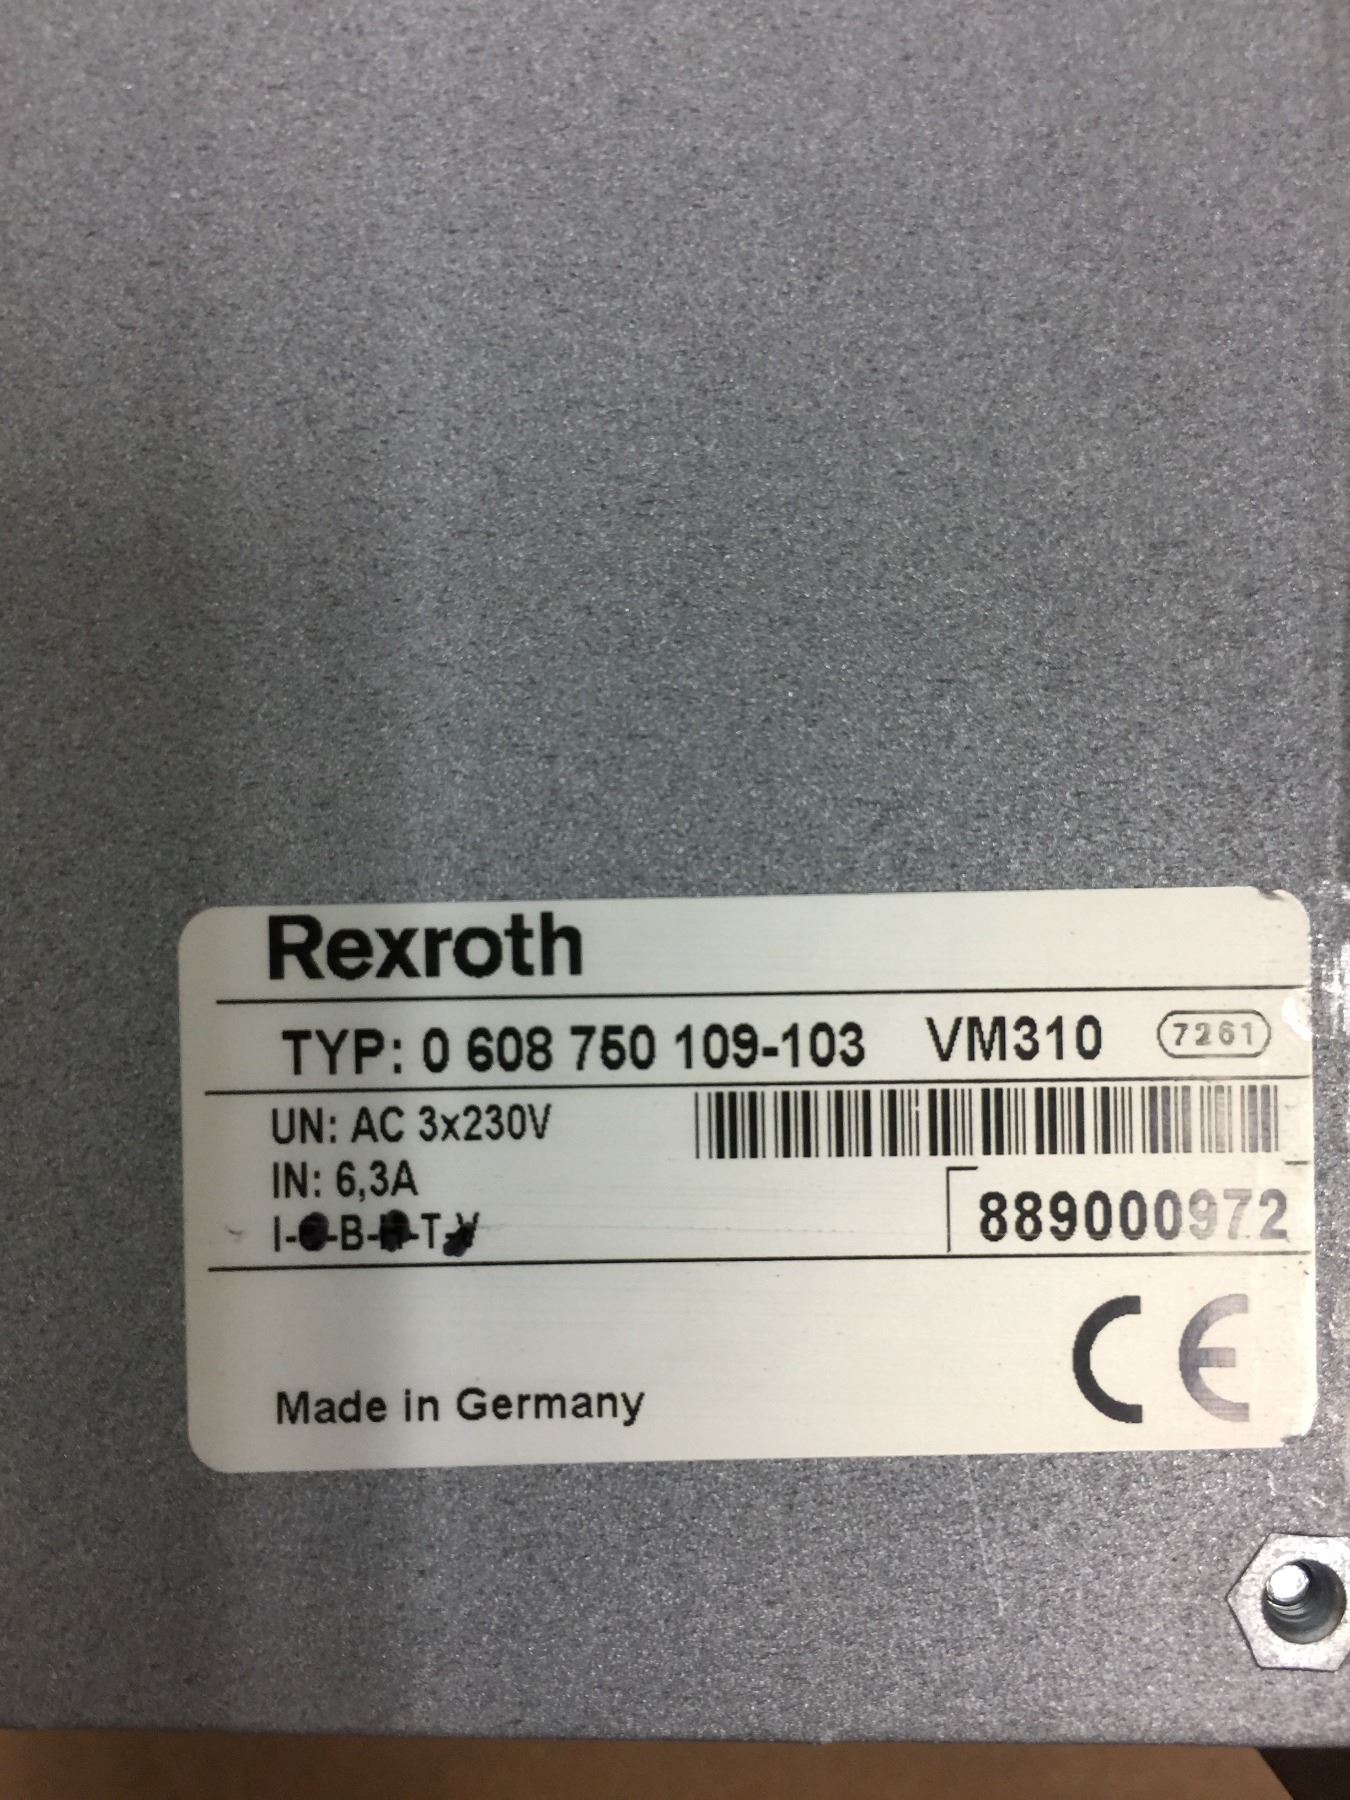 Rexroth
TYP: 0 608 750 109-103 VM310 7261
UN: AC 3x230V
IN: 6,3A
889000972
I- -B- -T-
CE
Made in Germany